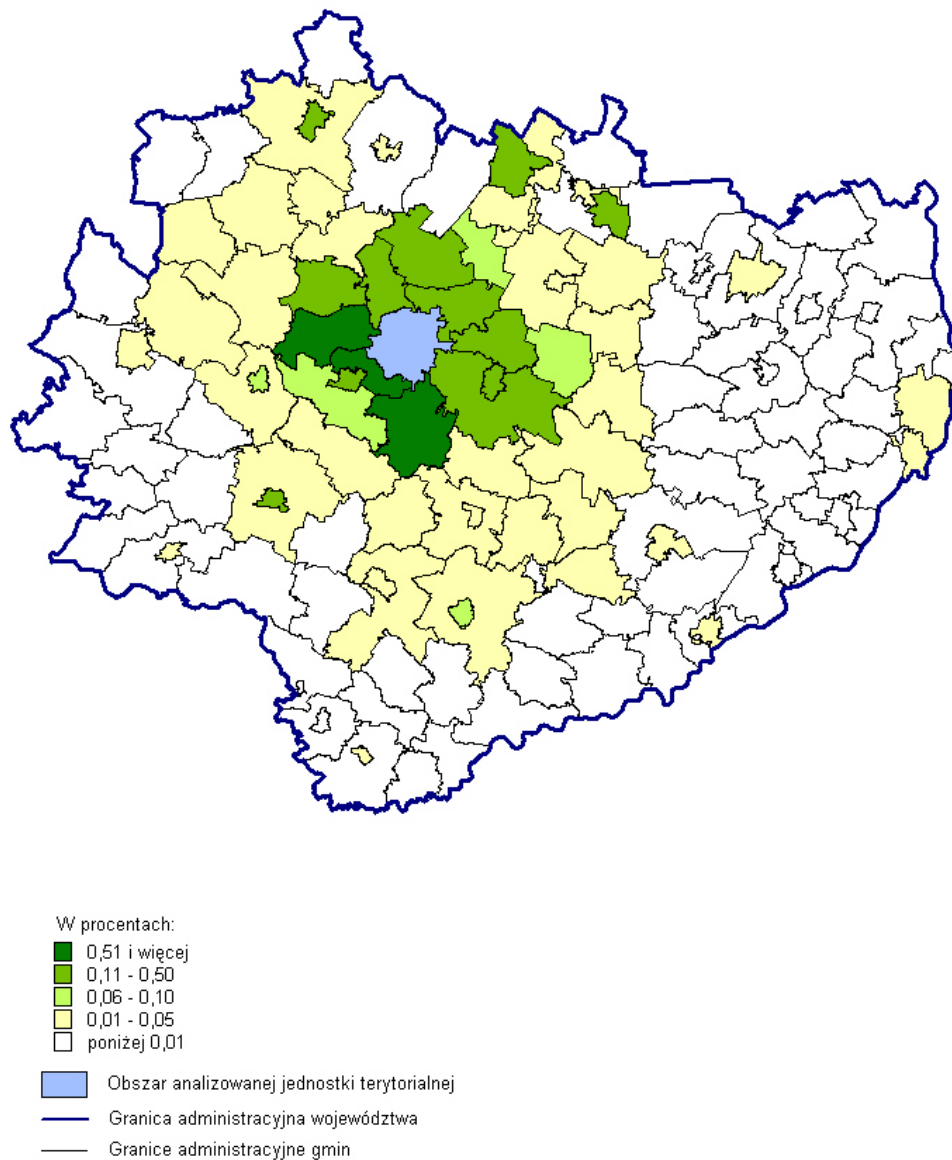 W procentach:
0,51 i więcej
0,11 - 0,50
0,06 - 0,10
0,01 - 0,05
poniżej 0,01
Obszar analizowanej jednostki terytorialnej
Granica administracyjna województwa
Granice administracyjne gmin